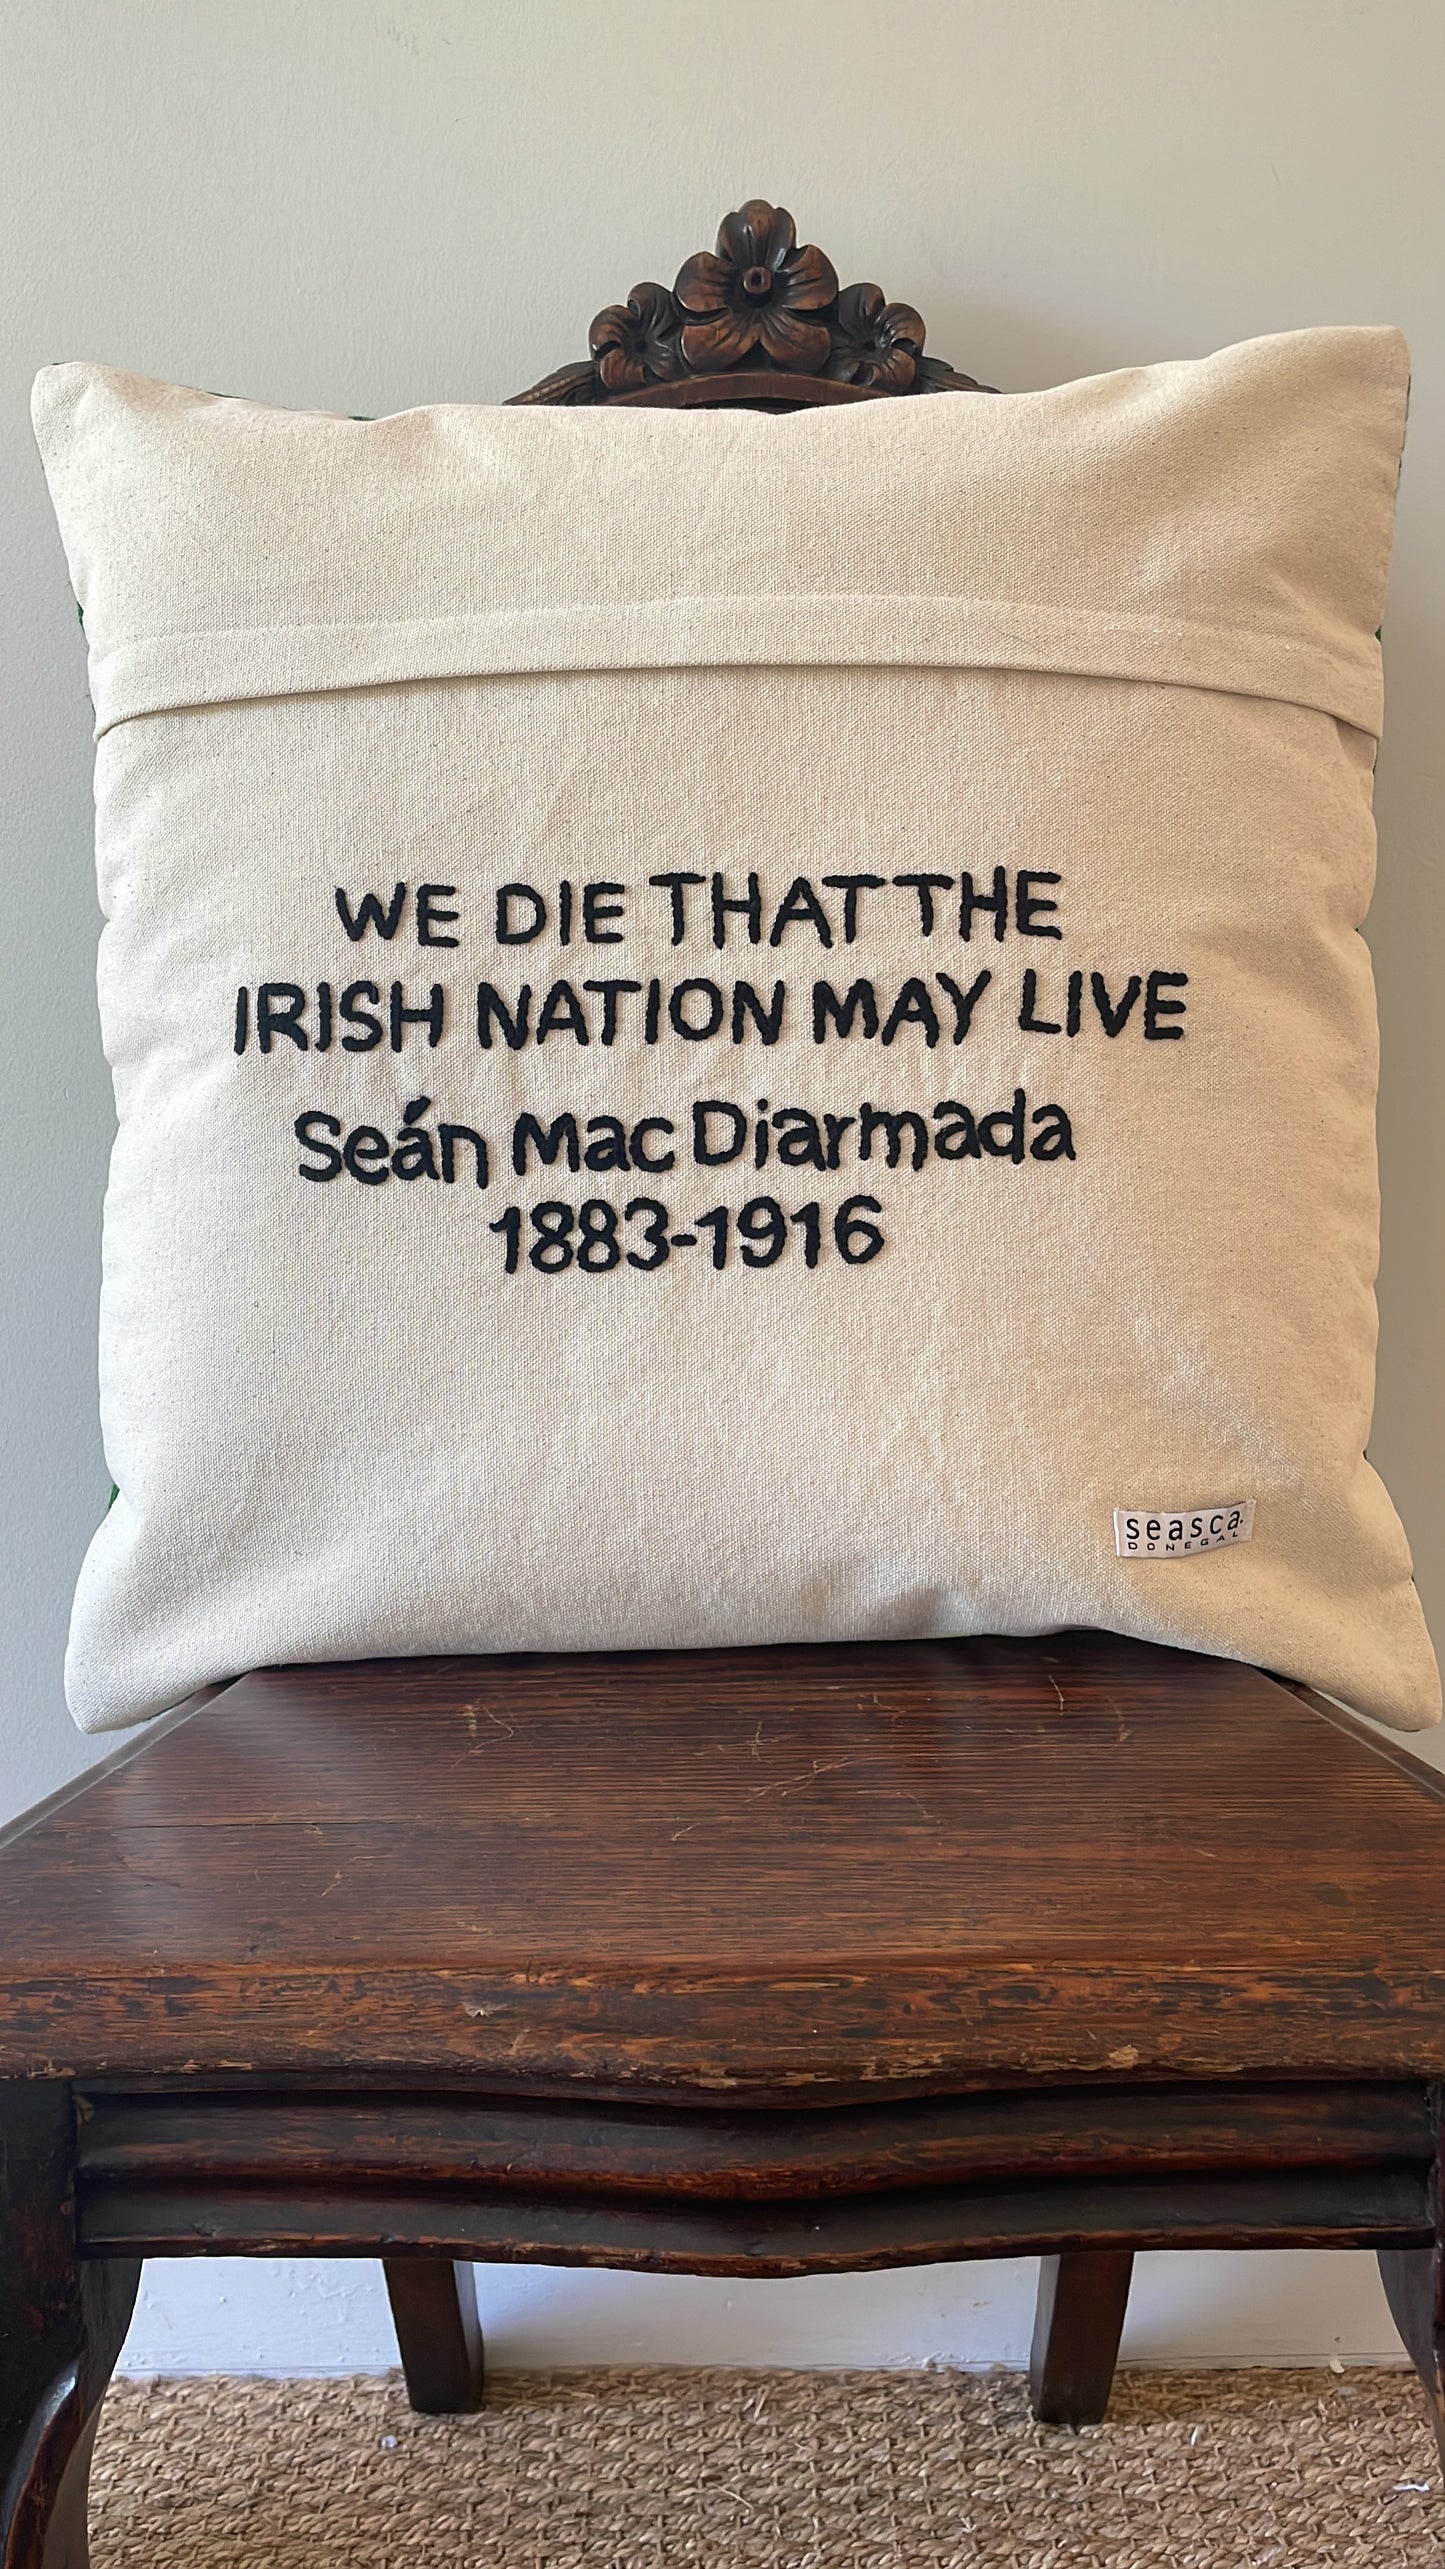 WE DIE THAT THE
IRISH NATION MAY LIVE
Seán Mac Diarmada
1883-1916
seasca.
DONEGAL